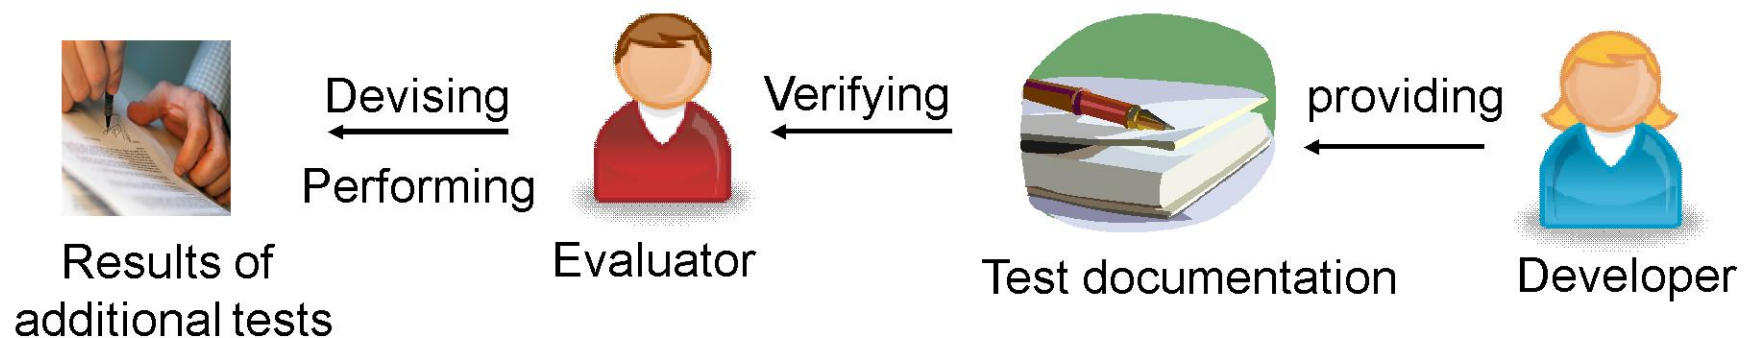 Devising
Performing
Verifying
providing
Results of
additional tests
Evaluator
Test documentation
Developer